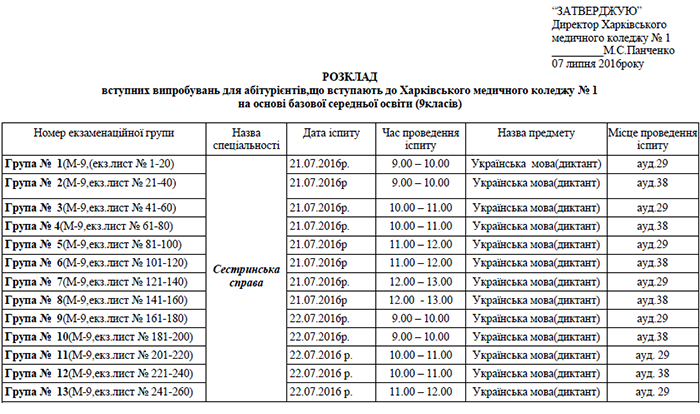 “ЗАТВЕРДЖУЮ”
Директор Харківського
медичного коледжу № 1
_________М.С.Панченко
07 липня 2016року
РОЗКЛАД
вступних випробувань для абітурієнтів,що вступають до Харківського медичного коледжу № 1
на основі базової середньої освіти (9класів)
Номер екзаменаційної групи Назва спеціальності Дата іспиту Час проведення іспиту Назва предмету Місце проведення іспиту
Група № 1(М-9,(екз.лист № 1-20) 21.07.2016р. 9.00 – 10.00 Українська мова(диктант) ауд.29
Група № 2(М-9,екз.лист № 21-40) 21.07.2016р 9.00 – 10.00 Українська мова(диктант) ауд.38
Група № 3(М-9,екз.лист № 41-60) 21.07.2016р. 10.00 – 11.00 Українська мова(диктант) ауд.29
Група № 4(М-9,екз.лист № 61-80) 21.07.2016р. 10.00 – 11.00 Українська мова(диктант) ауд.38
Група № 5(М-9,екз.лист № 81-100) 21.07.2016р. 11.00 – 12.00 Українська мова(диктант) ауд.29
Група № 6(М-9,екз.лист № 101-120) 21.07.2016р 11.00 – 12.00 Українська мова(диктант) ауд.38
Сестринська справа
Група № 7(М-9,екз.лист № 121-140) 21.07.2016р. 12.00 – 13.00 Українська мова(диктант) ауд.29
Група № 8(М-9,екз.лист № 141-160) 21.07.2016р. 12.00 - 13.00 Українська мова(диктант) ауд.38
Група № 9(М-9,екз.лист № 161-180) 22.07.2016р. 9.00 – 10.00 Українська мова(диктант) ауд.29
Група № 10(М-9,екз.лист № 181-200) 22.07.2016р. 9.00 – 10.00 Українська мова(диктант) ауд.38
Група № 11(М-9,екз.лист № 201-220) 22.07.2016 р. 10.00 – 11.00 Українська мова(диктант) ауд. 29
Група № 12(М-9,екз.лист № 221-240) 22.07.2016 р. 10.00 – 11.00 Українська мова(диктант) ауд. 38
Група № 13(М-9,екз.лист № 241-260) 22.07.2016 р. 11.00 – 12.00 Українська мова(диктант) ауд. 29